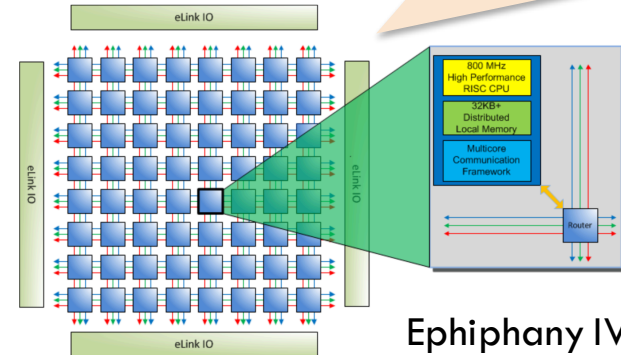 eLink IO
eLink IO
eLink IO
eLink IO
800 MHz
High Performance
RISC CPU
32KB+
Distributed
Local Memory
Multicore
Communication
Framework
Router
Ephiphany IV